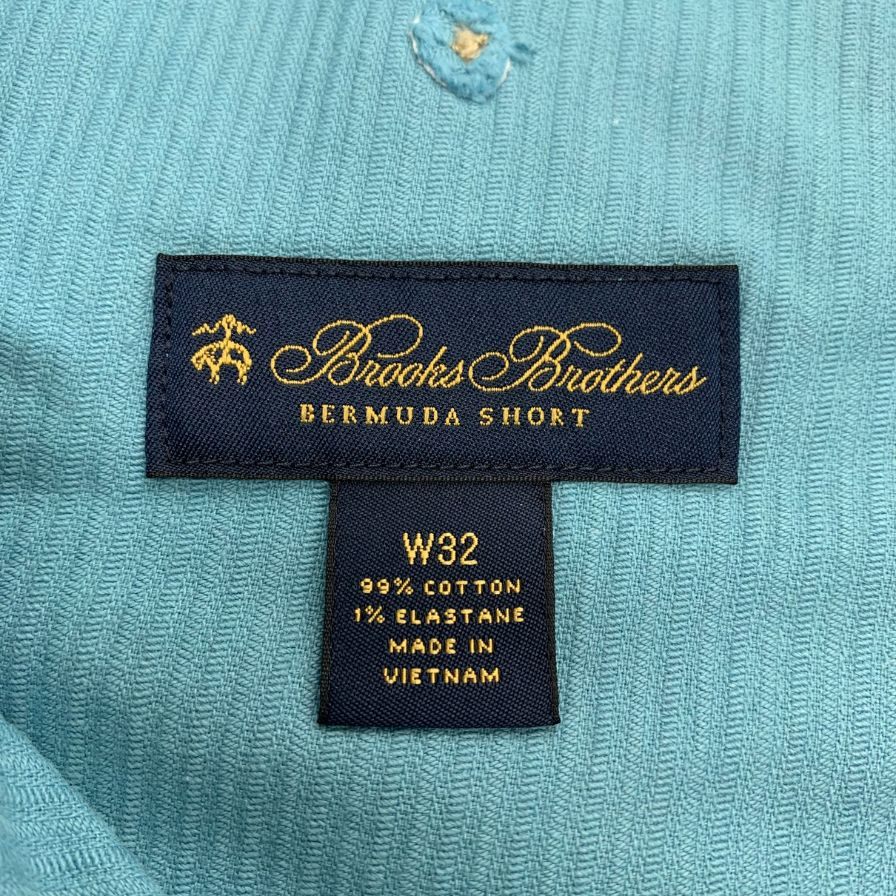 Brooks Brothers
BERMUDA SHORT
W32
99% COTTON
1% ELASTANE
MADE IN
VIETNAM